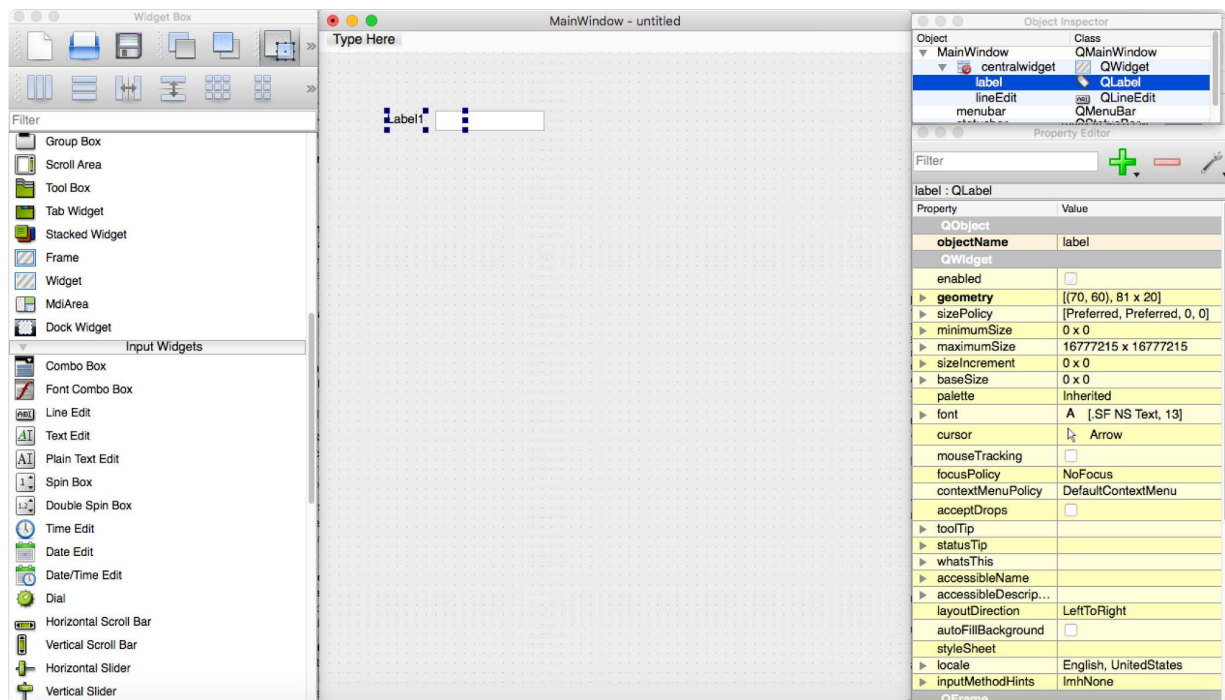 Widget Box
Filter
Group Box
Scroll Area
Tool Box
Tab Widget
Stacked Widget
Frame
Widget
MdiArea
Dock Widget
Input Widgets
Combo Box
Font Combo Box
Line Edit
Text Edit
Plain Text Edit
Spin Box
Double Spin Box
Time Edit
Date Edit
Date/Time Edit
Dial
Horizontal Scroll Bar
Vertical Scroll Bar
Horizontal Slider
Vertical Slider
MainWindow - untitled
Type Here
Label1
Object Inspector
Object Class
MainWindow QMainWindow
centralwidget QWidget
label QLabel
lineEdit QLineEdit
menubar QMenuBar
statusbar QStatusBar
Property Editor
Filter
label : QLabel
Property Value
QObject
objectName label
QWidget
enabled
geometry [(70, 60), 81 x 20]
sizePolicy [Preferred, Preferred, 0, 0]
minimumSize 0 x 0
maximumSize 16777215 x 16777215
sizeIncrement 0 x 0
baseSize 0 x 0
palette Inherited
font A [.SF NS Text, 13]
cursor Arrow
mouseTracking
focusPolicy NoFocus
contextMenuPolicy DefaultContextMenu
acceptDrops
toolTip
statusTip
whatsThis
accessibleName
accessibleDescrip...
layoutDirection LeftToRight
autoFillBackground
styleSheet
locale English, UnitedStates
inputMethodHints ImhNone
QFrame